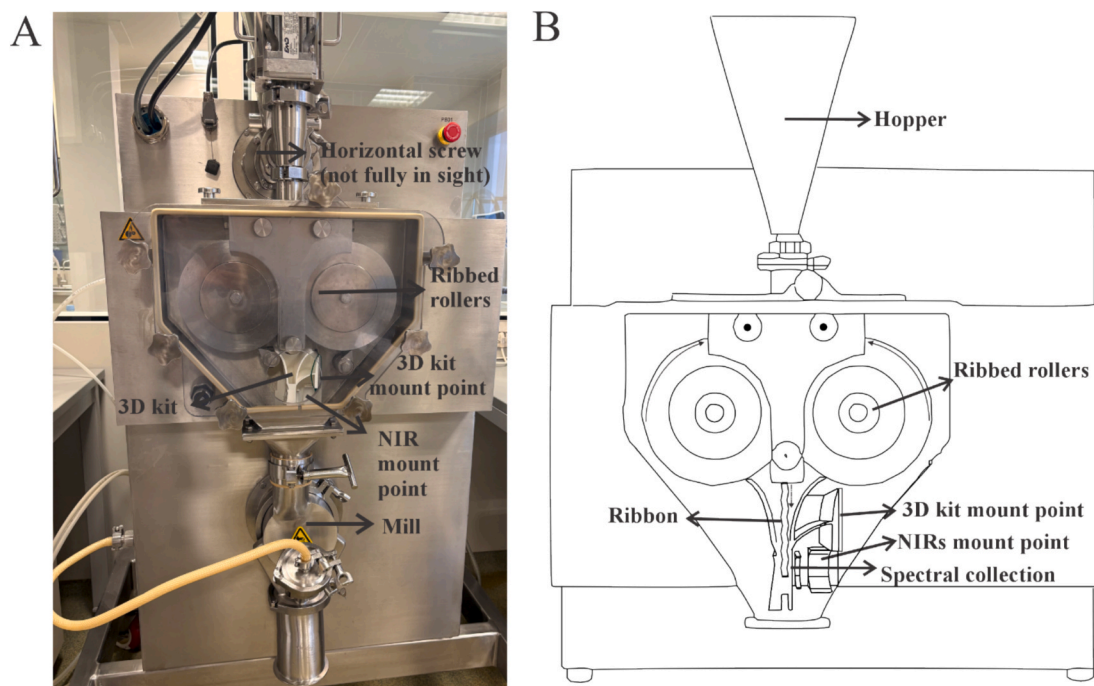 A
B
Horizontal screw
(not fully in sight)
Ribbed
rollers
3D kit
mount point
3D kit
NIR
mount
point
Mill
Hopper
Ribbed rollers
Ribbon
3D kit mount point
NIRs mount point
Spectral collection